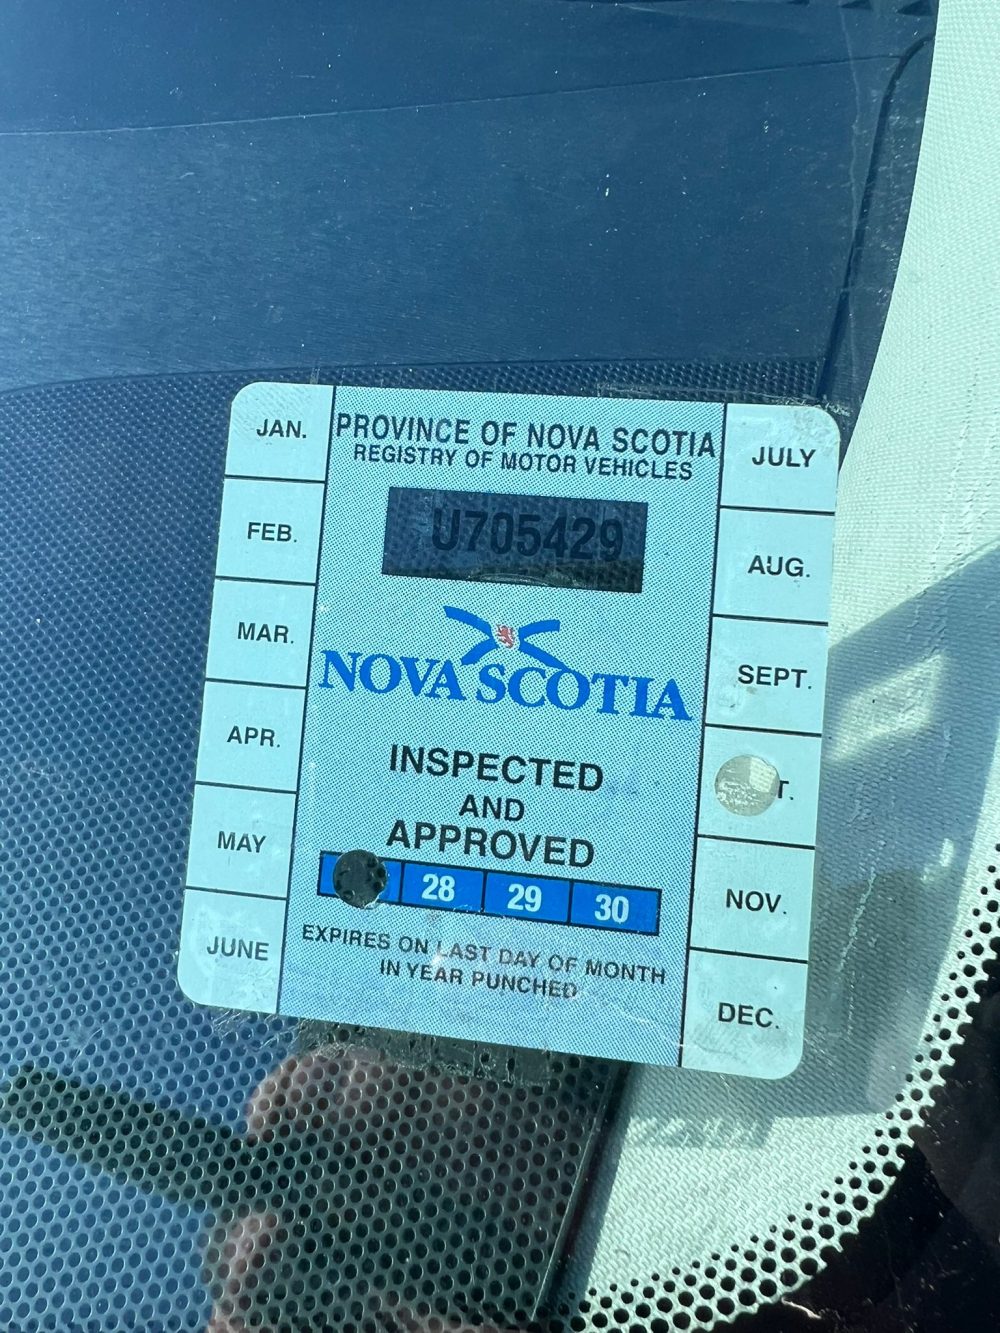 PROVINCE OF NOVA SCOTIA
REGISTRY OF MOTOR VEHICLES
U705429
NOVA SCOTIA
INSPECTED
AND
APPROVED
28 29 30
EXPIRES ON LAST DAY OF MONTH
IN YEAR PUNCHED
JAN.
FEB.
MAR.
APR.
MAY
JUNE
JULY
AUG.
SEPT.
T.
NOV.
DEC.